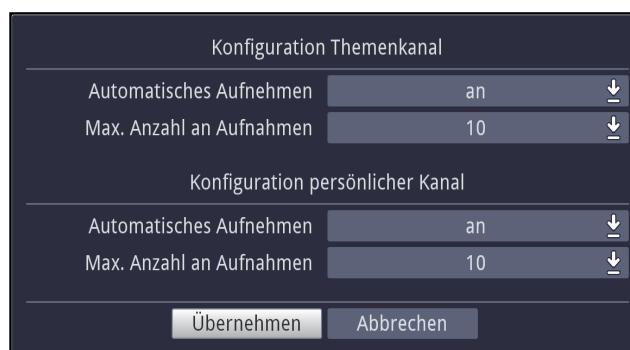 Konfiguration Themenkanal
Automatisches Aufnehmen an
Max. Anzahl an Aufnahmen 10
Konfiguration persönlicher Kanal
Automatisches Aufnehmen an
Max. Anzahl an Aufnahmen 10
Übernehmen Abbrechen